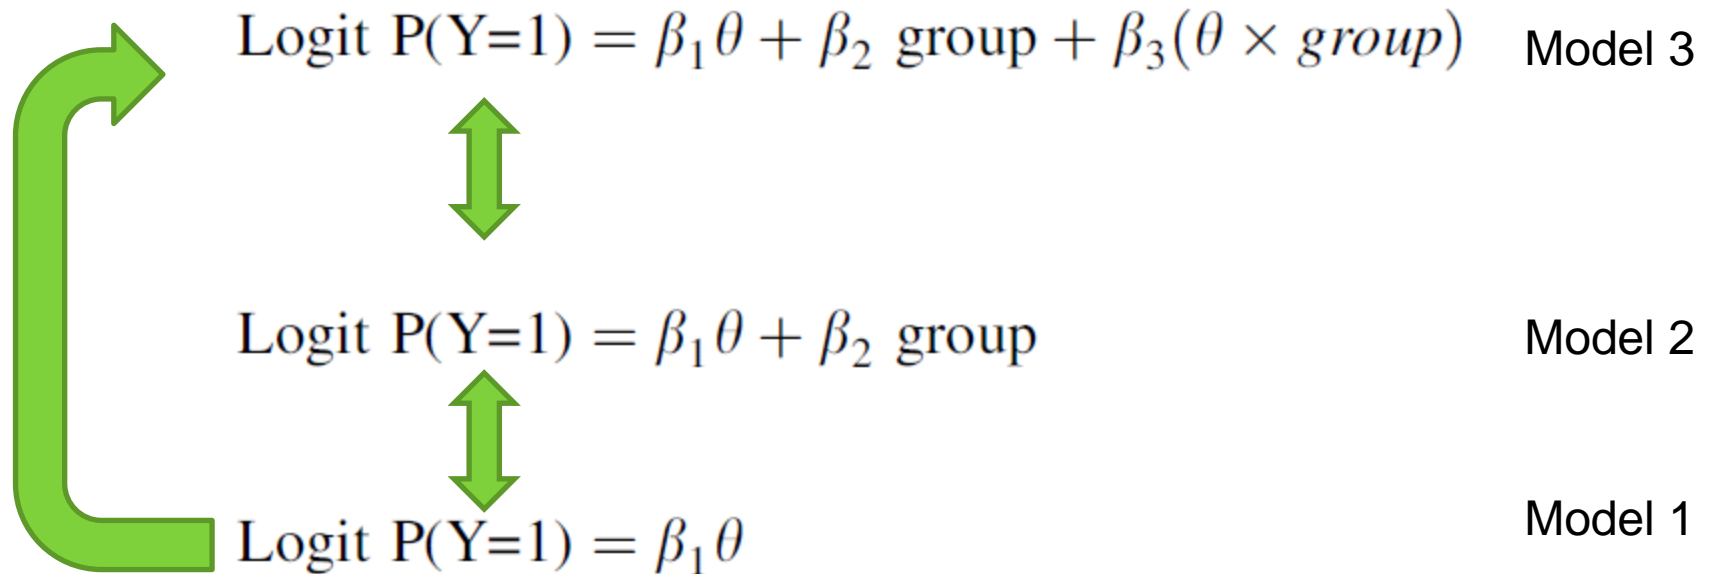 Logit P(Y=1) = β₁θ + β₂ group + β₃(θ × group) Model 3
Logit P(Y=1) = β₁θ + β₂ group Model 2
Logit P(Y=1) = β₁θ Model 1